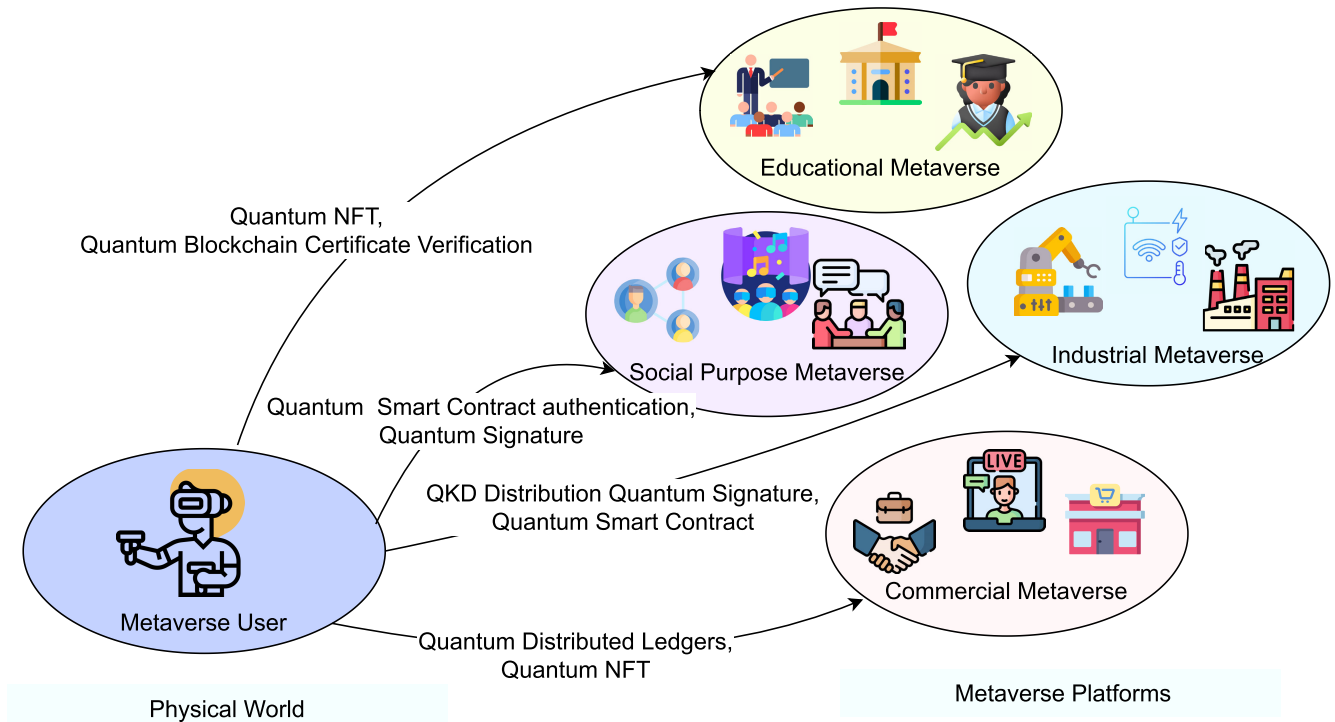 Educational Metaverse
Quantum NFT,
Quantum Blockchain Certificate Verification
Industrial Metaverse
Social Purpose Metaverse
Quantum  Smart Contract authentication,
Quantum Signature
LIVE
QKD Distribution Quantum Signature,
Quantum Smart Contract
Commercial Metaverse
Metaverse User
Quantum Distributed Ledgers,
Quantum NFT
Metaverse Platforms
Physical World